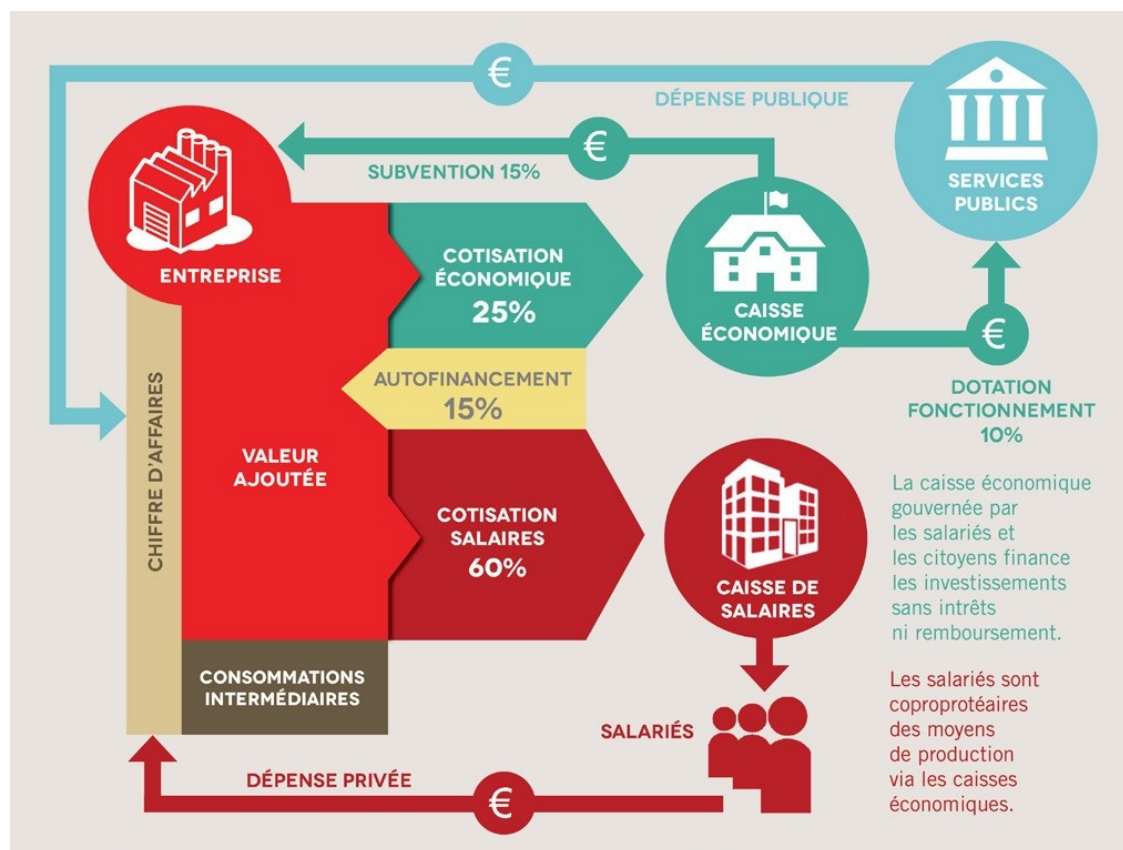 €
DÉPENSE PUBLIQUE
€
SUBVENTION 15%
SERVICES
PUBLICS
ENTREPRISE
COTISATION
ÉCONOMIQUE
25%
CAISSE
ÉCONOMIQUE
€
DOTATION
FONCTIONNEMENT
10%
AUTOFINANCEMENT
15%
CHIFFRE D'AFFAIRES
VALEUR
AJOUTÉE
COTISATION
SALAIRES
60%
CAISSE DE
SALAIRES
La caisse économique
gouvernée par
les salariés et
les citoyens finance
les investissements
sans intrêts
ni remboursement.
CONSOMMATIONS
INTERMÉDIAIRES
SALARIÉS
Les salariés sont
coproprotéaires
des moyens
de production
via les caisses
économiques.
DÉPENSE PRIVÉE
€